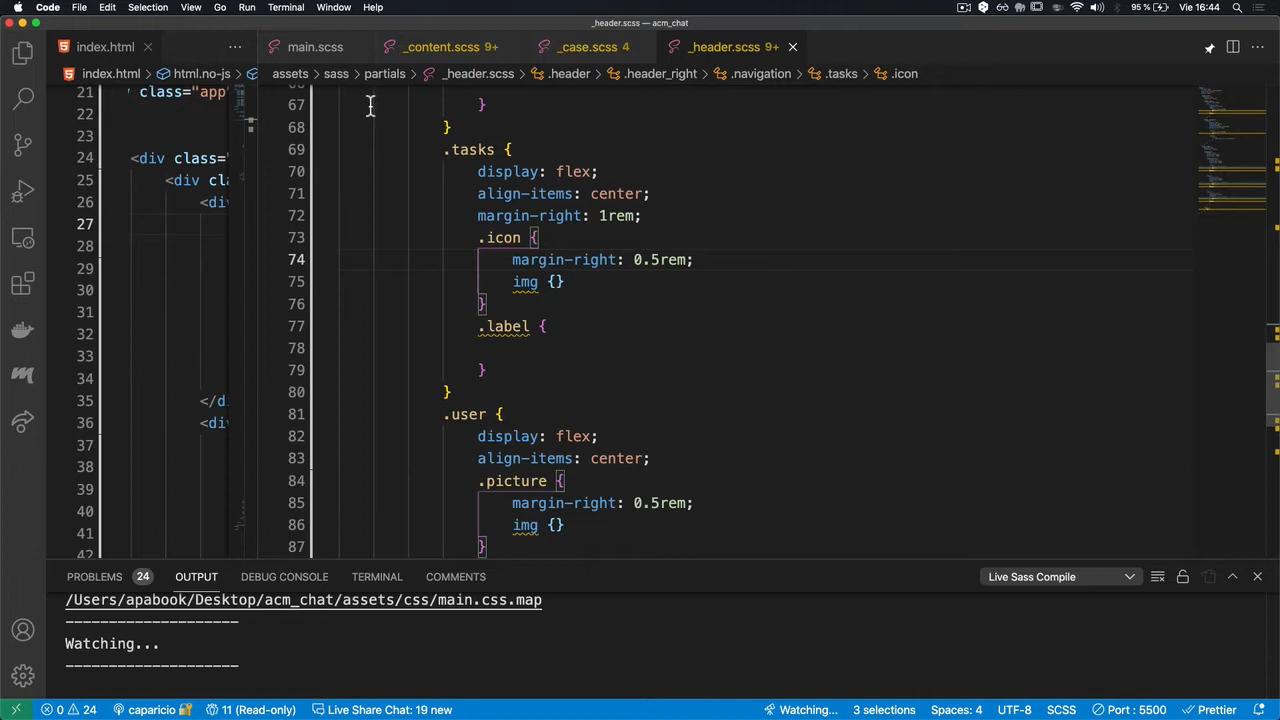 Code File Edit Selection View Go Run Terminal Window Help 95 % Vie 16:44
_header.scss — acm_chat
index.html main.scss _content.scss 9+ _case.scss 4 _header.scss 9+
index.html html.no-js assets sass partials _header.scss .header .header_right .navigation .tasks .icon
21 class="app"
22
23
24 <div class="
25 <div cla
26 <div
27
28
29
30
31
32
33
34
35 </di
36 <div
37
38
39
40
41
42
67 }
68 }
69 .tasks {
70 display: flex;
71 align-items: center;
72 margin-right: 1rem;
73 .icon {
74 margin-right: 0.5rem;
75 img {}
76 }
77 .label {
78
79 }
80 }
81 .user {
82 display: flex;
83 align-items: center;
84 .picture {
85 margin-right: 0.5rem;
86 img {}
87 }
PROBLEMS 24 OUTPUT DEBUG CONSOLE TERMINAL COMMENTS Live Sass Compile
/Users/apabook/Desktop/acm_chat/assets/css/main.css.map
--------------------
Watching...
--------------------
0 24 caparicio 11 (Read-only) Live Share Chat: 19 new Watching... 3 selections Spaces: 4 UTF-8 LF SCSS Port : 5500 Prettier